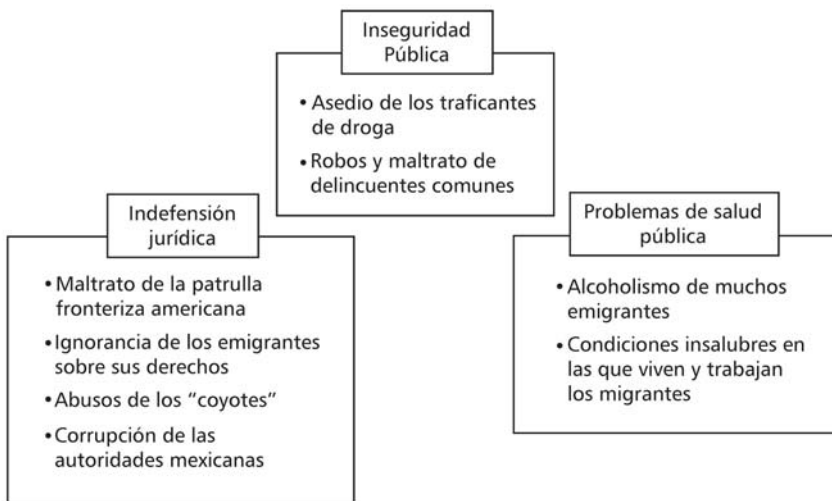 Inseguridad
Pública
• Asedio de los traficantes
de droga
• Robos y maltrato de
delincuentes comunes
Indefensión
jurídica
• Maltrato de la patrulla
fronteriza americana
• Ignorancia de los emigrantes
sobre sus derechos
• Abusos de los “coyotes”
• Corrupción de las
autoridades mexicanas
Problemas de salud
pública
• Alcoholismo de muchos
emigrantes
• Condiciones insalubres en
las que viven y trabajan
los migrantes